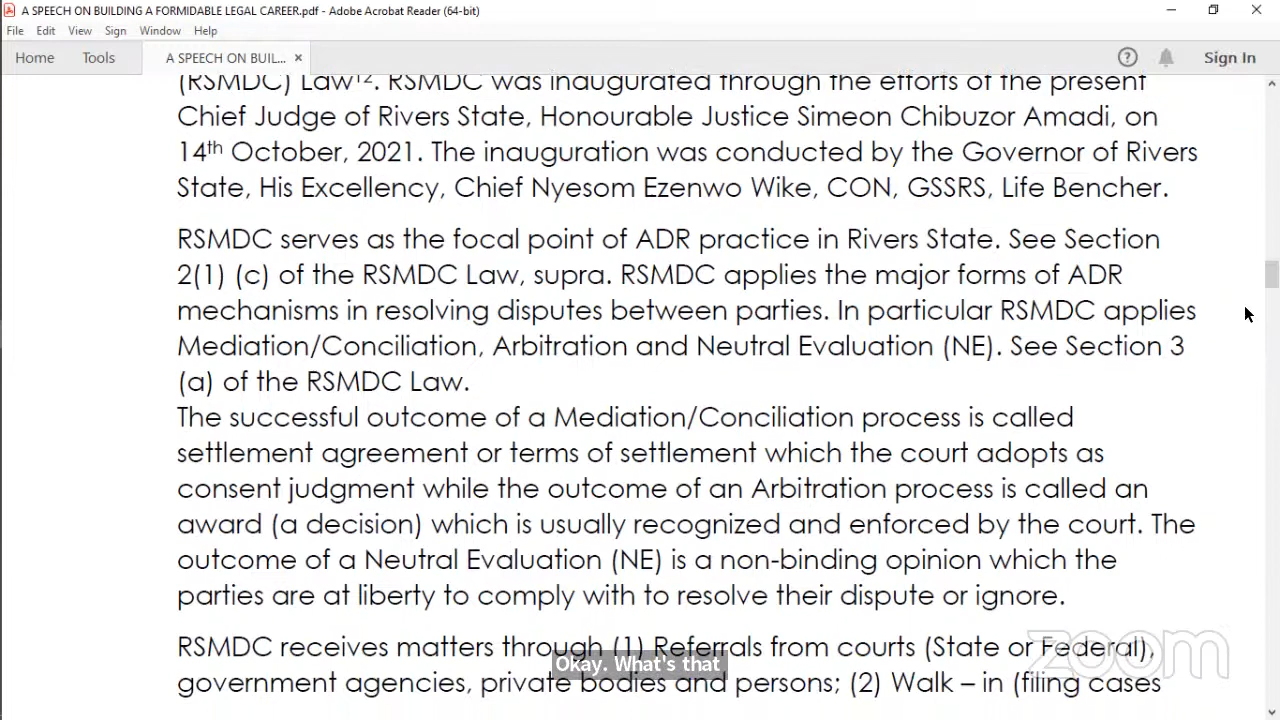 A SPEECH ON BUILDING A FORMIDABLE LEGAL CAREER.pdf - Adobe Acrobat Reader (64-bit)
File Edit View Sign Window Help
Home Tools A SPEECH ON BUIL... × Sign In
(RSMDC) Law¹². RSMDC was inaugurated through the efforts of the present
Chief Judge of Rivers State, Honourable Justice Simeon Chibuzor Amadi, on
14th October, 2021. The inauguration was conducted by the Governor of Rivers
State, His Excellency, Chief Nyesom Ezenwo Wike, CON, GSSRS, Life Bencher.
RSMDC serves as the focal point of ADR practice in Rivers State. See Section
2(1) (c) of the RSMDC Law, supra. RSMDC applies the major forms of ADR
mechanisms in resolving disputes between parties. In particular RSMDC applies
Mediation/Conciliation, Arbitration and Neutral Evaluation (NE). See Section 3
(a) of the RSMDC Law.
The successful outcome of a Mediation/Conciliation process is called
settlement agreement or terms of settlement which the court adopts as
consent judgment while the outcome of an Arbitration process is called an
award (a decision) which is usually recognized and enforced by the court. The
outcome of a Neutral Evaluation (NE) is a non-binding opinion which the
parties are at liberty to comply with to resolve their dispute or ignore.
RSMDC receives matters through (1) Referrals from courts (State or Federal),
Okay. What's that
government agencies, private bodies and persons; (2) Walk – in (filing cases
zoom